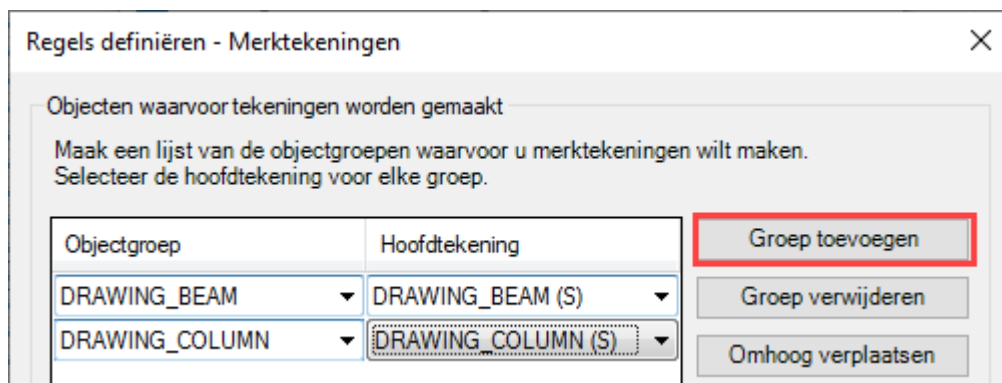 Regels definiëren - Merktekeningen
Objecten waarvoor tekeningen worden gemaakt
Maak een lijst van de objectgroepen waarvoor u merktekeningen wilt maken.
Selecteer de hoofdtekening voor elke groep.
Objectgroep Hoofdtekening Groep toevoegen
DRAWING_BEAM DRAWING_BEAM (S) Groep verwijderen
DRAWING_COLUMN DRAWING_COLUMN (S) Omhoog verplaatsen